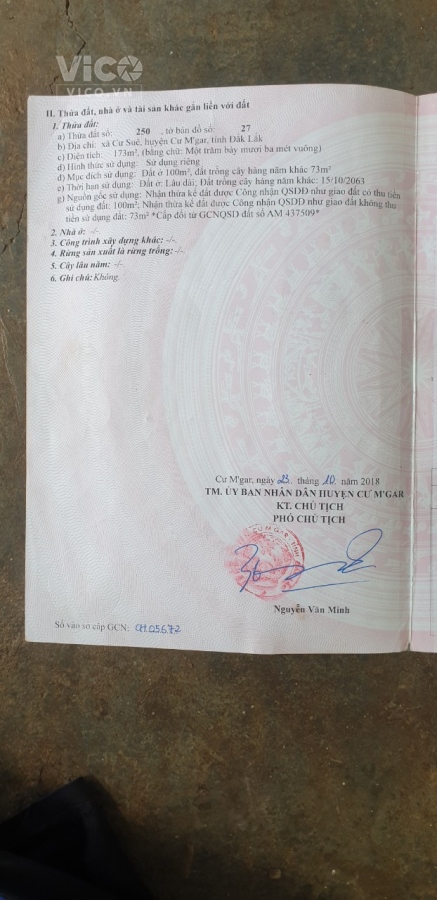 VICO
VICO.VN
II. Thửa đất, nhà ở và tài sản khác gắn liền với đất
1. Thửa đất:
a) Thửa đất số: 250 , tờ bản đồ số: 27
b) Địa chỉ: xã Cư Suê, huyện Cư M'gar, tỉnh Đắk Lắk
c) Diện tích: 173m², (bằng chữ: Một trăm bảy mươi ba mét vuông)
d) Hình thức sử dụng: Sử dụng riêng
đ) Mục đích sử dụng: Đất ở 100m², đất trồng cây hàng năm khác 73m²
e) Thời hạn sử dụng: Đất ở: Lâu dài; Đất trồng cây hàng năm khác: 15/10/2063
g) Nguồn gốc sử dụng: Nhận thừa kế đất được Công nhận QSDĐ như giao đất có thu tiền
sử dụng đất: 100m²; Nhận thừa kế đất được Công nhận QSDĐ như giao đất không thu
tiền sử dụng đất: 73m² *Cấp đổi từ GCNQSD đất số AM 437509*
2. Nhà ở: -/-
3. Công trình xây dựng khác: -/-
4. Rừng sản xuất là rừng trồng: -/-
5. Cây lâu năm: -/-
6. Ghi chú: Không.
Cư M'gar, ngày 23 tháng 10 năm 2018
TM. ỦY BAN NHÂN DÂN HUYỆN CƯ M'GAR
KT. CHỦ TỊCH
PHÓ CHỦ TỊCH
Nguyễn Văn Minh
Số vào sổ cấp GCN: CH 05672